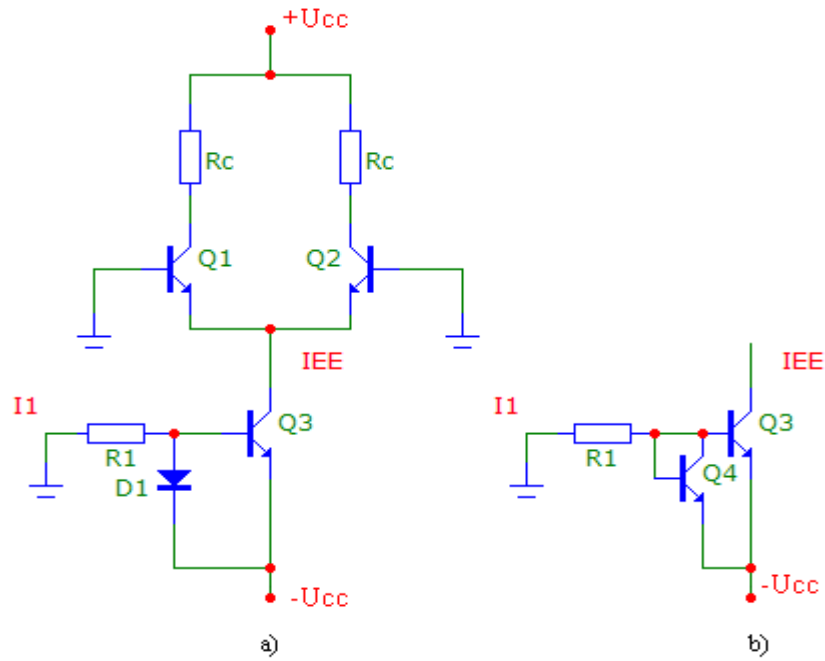 +Ucc
Rc
Rc
Q1
Q2
IEE
IEE
I1
I1
Q3
Q3
R1
R1
Q4
D1
-Ucc
-Ucc
a)
b)